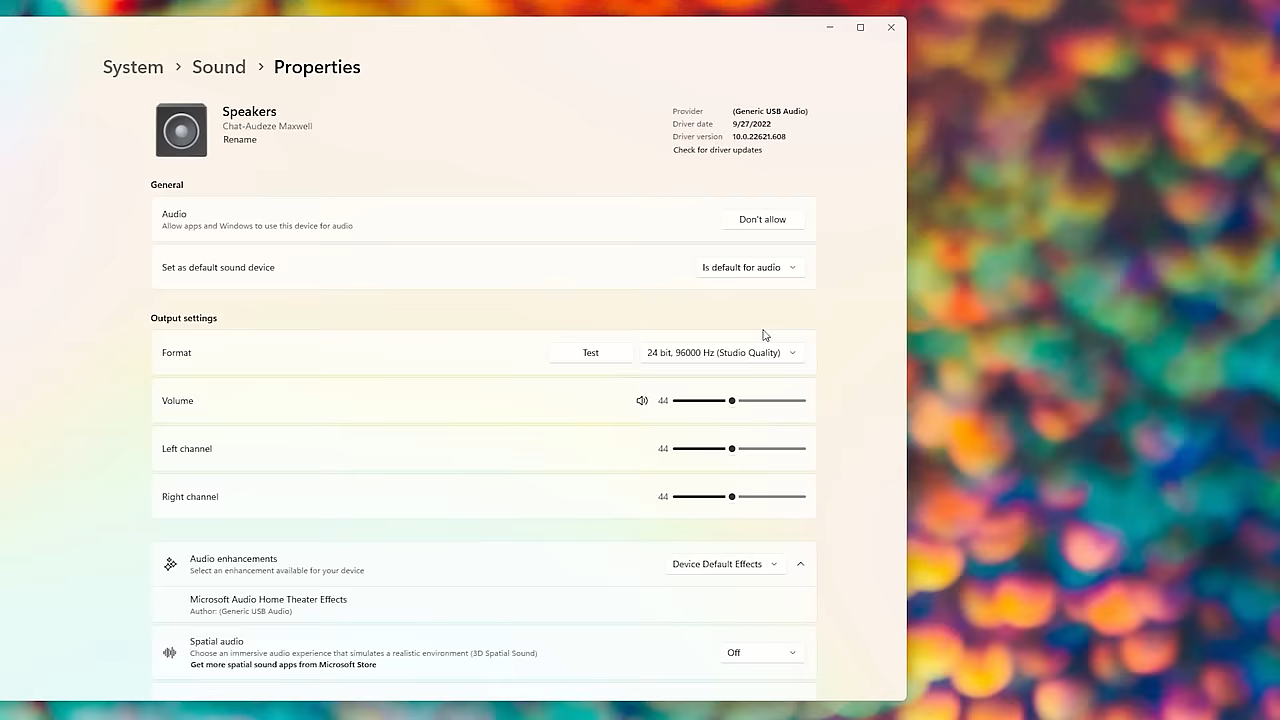 System > Sound > Properties
Speakers
Chat-Audeze Maxwell
Rename
Provider (Generic USB Audio)
Driver date 9/27/2022
Driver version 10.0.22621.608
Check for driver updates
General
Audio
Allow apps and Windows to use this device for audio
Don't allow
Set as default sound device
Is default for audio
Output settings
Format
Test
24 bit, 96000 Hz (Studio Quality)
Volume
44
Left channel
44
Right channel
44
Audio enhancements
Select an enhancement available for your device
Device Default Effects
Microsoft Audio Home Theater Effects
Author: (Generic USB Audio)
Spatial audio
Choose an immersive audio experience that simulates a realistic environment (3D Spatial Sound)
Get more spatial sound apps from Microsoft Store
Off